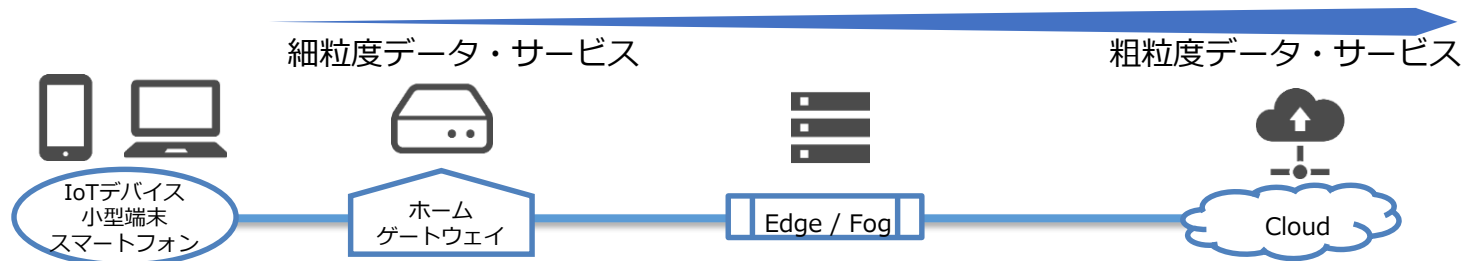 細粒度データ・サービス
粗粒度データ・サービス
IoTデバイス
小型端末
スマートフォン
ホーム
ゲートウェイ
Edge / Fog
Cloud